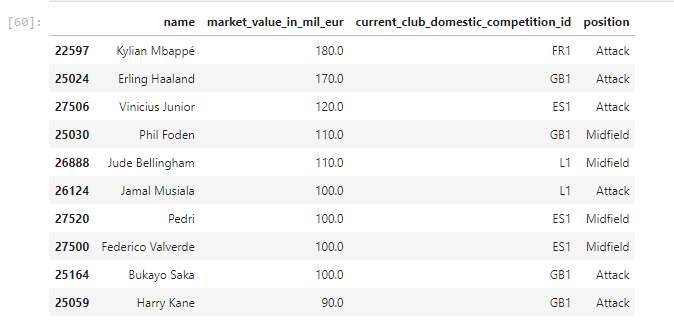 [60]:
name market_value_in_mil_eur current_club_domestic_competition_id position
22597 Kylian Mbappé 180.0 FR1 Attack
25024 Erling Haaland 170.0 GB1 Attack
27506 Vinicius Junior 120.0 ES1 Attack
25030 Phil Foden 110.0 GB1 Midfield
26888 Jude Bellingham 110.0 L1 Midfield
26124 Jamal Musiala 100.0 L1 Attack
27520 Pedri 100.0 ES1 Midfield
27500 Federico Valverde 100.0 ES1 Midfield
25164 Bukayo Saka 100.0 GB1 Attack
25059 Harry Kane 90.0 GB1 Attack